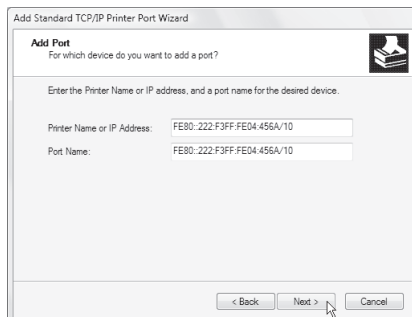 Add Standard TCP/IP Printer Port Wizard
Add Port
For which device do you want to add a port?
Enter the Printer Name or IP address, and a port name for the desired device.
Printer Name or IP Address: FE80::222:F3FF:FE04:456A/10
Port Name: FE80::222:F3FF:FE04:456A/10
< Back Next > Cancel